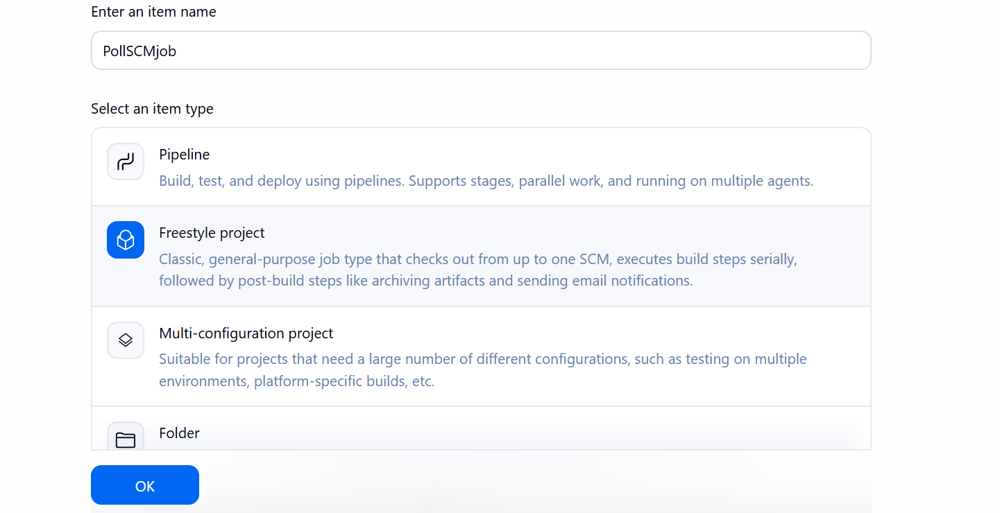 Enter an item name
PollSCMjob
Select an item type
Pipeline
Build, test, and deploy using pipelines. Supports stages, parallel work, and running on multiple agents.
Freestyle project
Classic, general-purpose job type that checks out from up to one SCM, executes build steps serially,
followed by post-build steps like archiving artifacts and sending email notifications.
Multi-configuration project
Suitable for projects that need a large number of different configurations, such as testing on multiple
environments, platform-specific builds, etc.
Folder
OK